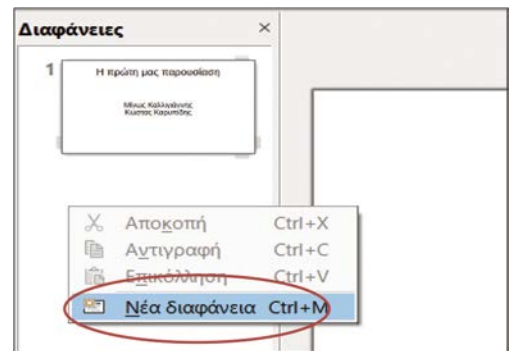 Διαφάνειες ×
1 Η πρώτη μας παρουσίαση
Μίνως Καλλιγιάννης
Κώστας Καρυπίδης
Αποκοπή Ctrl+X
Αντιγραφή Ctrl+C
Επικόλληση Ctrl+V
Νέα διαφάνεια Ctrl+M